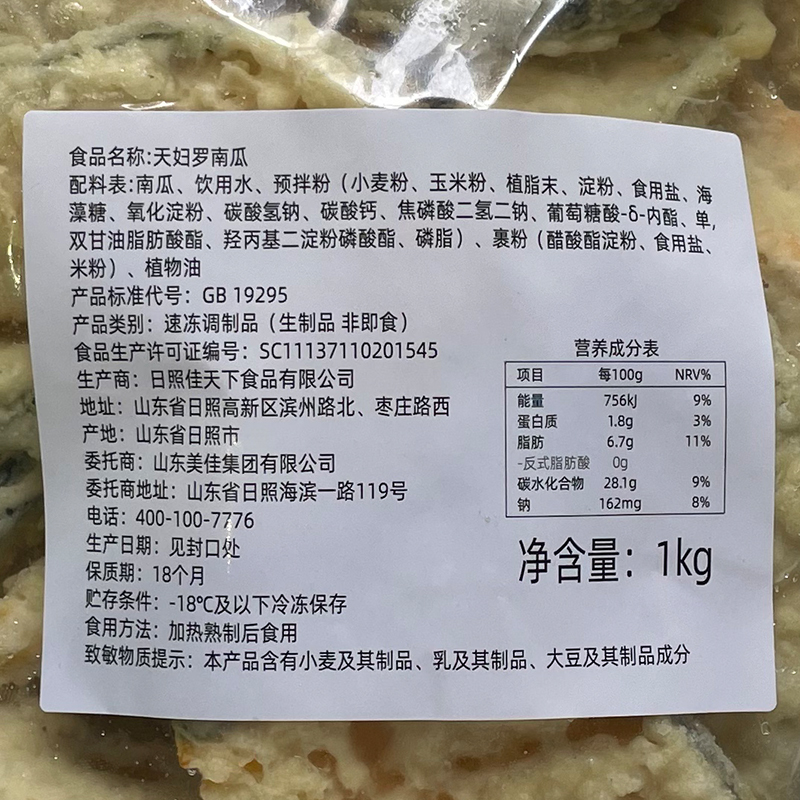 食品名称:天妇罗南瓜
配料表:南瓜、饮用水、预拌粉（小麦粉、玉米粉、植脂末、淀粉、食用盐、海
藻糖、氧化淀粉、碳酸氢钠、碳酸钙、焦磷酸二氢二钠、葡萄糖酸-δ-内酯、单,
双甘油脂肪酸酯、羟丙基二淀粉磷酸酯、磷脂）、裹粉（醋酸酯淀粉、食用盐、
米粉）、植物油
产品标准代号：GB 19295
产品类别：速冻调制品（生制品 非即食）
食品生产许可证编号：SC11137110201545
生产商：日照佳天下食品有限公司
地址：山东省日照高新区滨州路北、枣庄路西
产地：山东省日照市
委托商：山东美佳集团有限公司
委托商地址：山东省日照海滨一路119号
电话：400-100-7776
生产日期：见封口处
保质期：18个月
贮存条件：-18℃及以下冷冻保存
食用方法：加热熟制后食用
致敏物质提示：本产品含有小麦及其制品、乳及其制品、大豆及其制品成分
营养成分表
项目 每100g NRV%
能量 756kJ 9%
蛋白质 1.8g 3%
脂肪 6.7g 11%
-反式脂肪酸 0g
碳水化合物 28.1g 9%
钠 162mg 8%
净含量：1kg